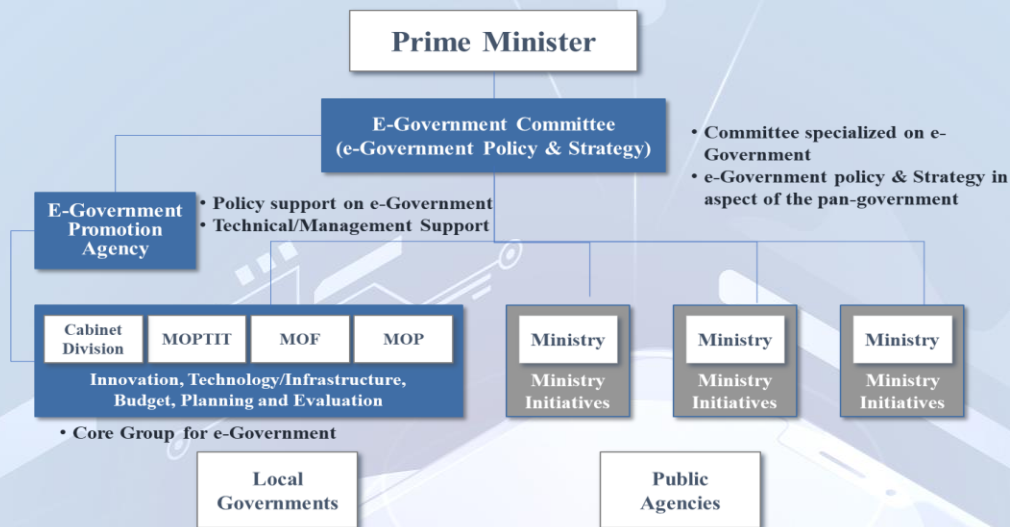 Prime Minister
E-Government Committee
(e-Government Policy & Strategy)
• Committee specialized on e-
Government
• e-Government policy & Strategy in
aspect of the pan-government
E-Government
Promotion
Agency
• Policy support on e-Government
• Technical/Management Support
Cabinet
Division
MOPTIT
MOF
MOP
Innovation, Technology/Infrastructure,
Budget, Planning and Evaluation
• Core Group for e-Government
Ministry
Ministry
Initiatives
Ministry
Ministry
Initiatives
Ministry
Ministry
Initiatives
Local
Governments
Public
Agencies